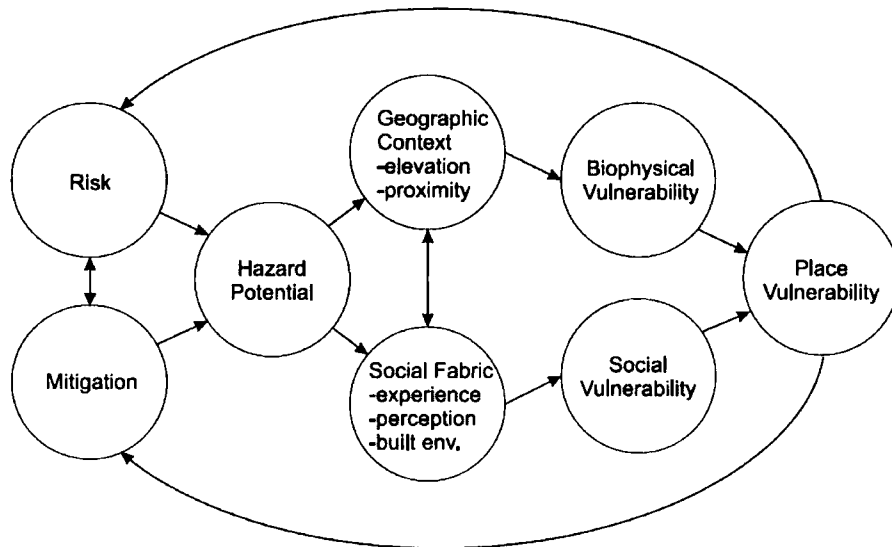 Risk
Mitigation
Hazard
Potential
Geographic
Context
-elevation
-proximity
Social Fabric
-experience
-perception
-built env.
Biophysical
Vulnerability
Social
Vulnerability
Place
Vulnerability